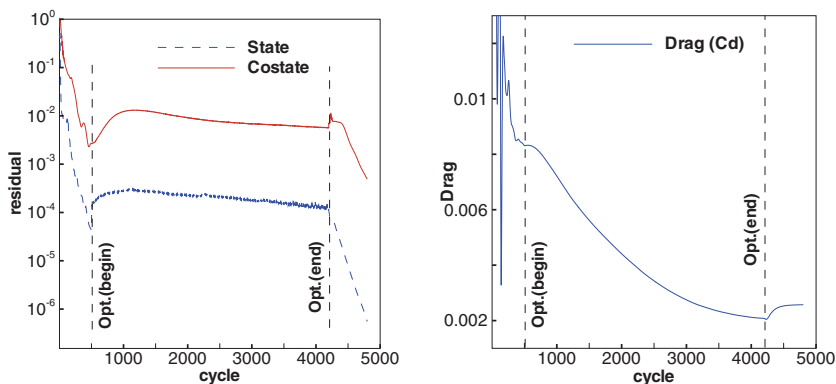 10^0
10^-1
10^-2
10^-3
10^-4
10^-5
10^-6
residual
State
Costate
Opt.(begin)
Opt.(end)
1000 2000 3000 4000 5000
cycle
0.01
0.006
0.002
Drag
Drag (Cd)
Opt.(begin)
Opt.(end)
0 1000 2000 3000 4000 5000
cycle